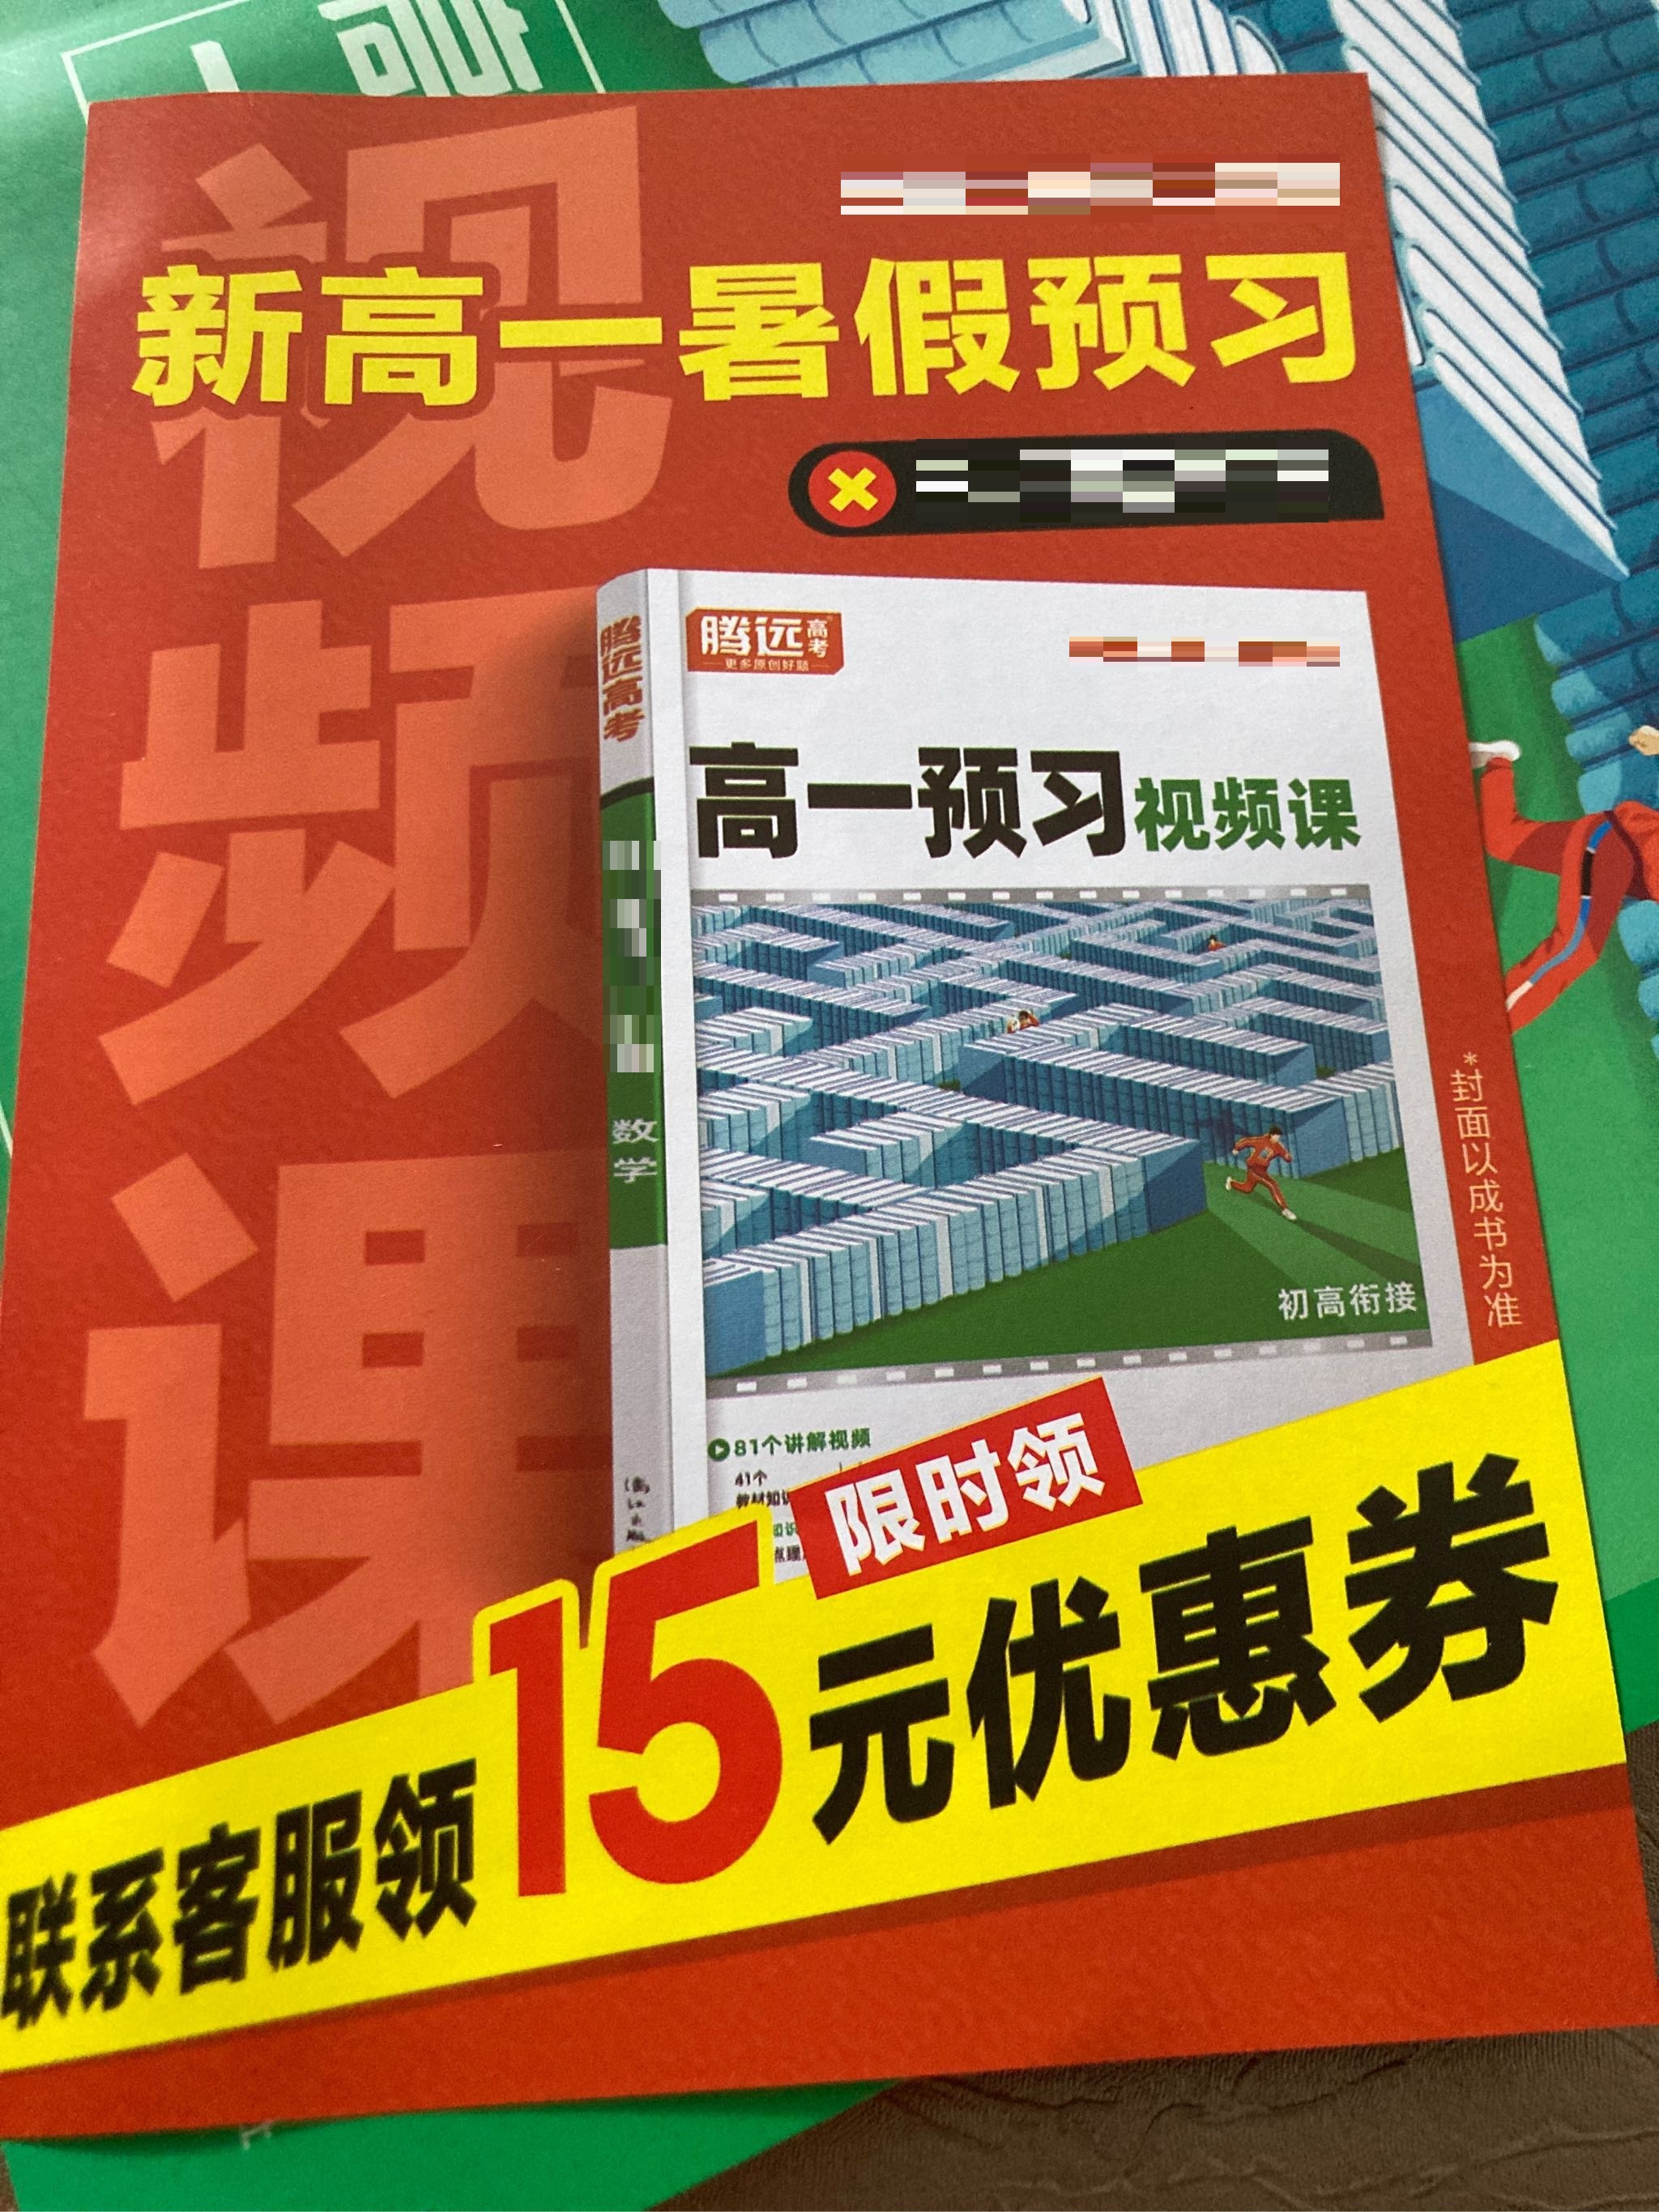 视频课
新高一暑假预习
腾远高考
更多原创好题
腾远高考
数学
高一预习视频课
初高衔接
*封面以成书为准
81个讲解视频
41个
限时领
联系客服领15元优惠券